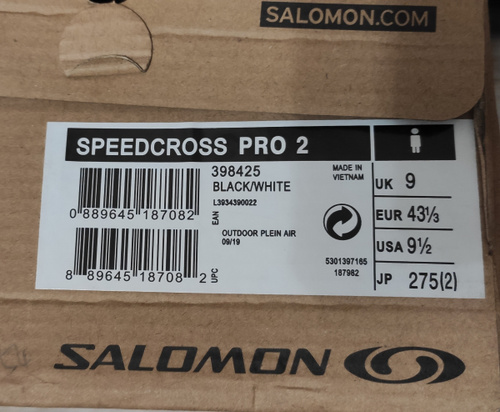 SALOMON.COM
SPEEDCROSS PRO 2
398425
BLACK/WHITE
L3934390022
MADE IN
VIETNAM
0 889645 187082
EAN
OUTDOOR PLEIN AIR
09/19
8 89645 18708 2
UPC
5301397165
187982
UK 9
EUR 43⅓
USA 9½
JP 275(2)
SALOMON